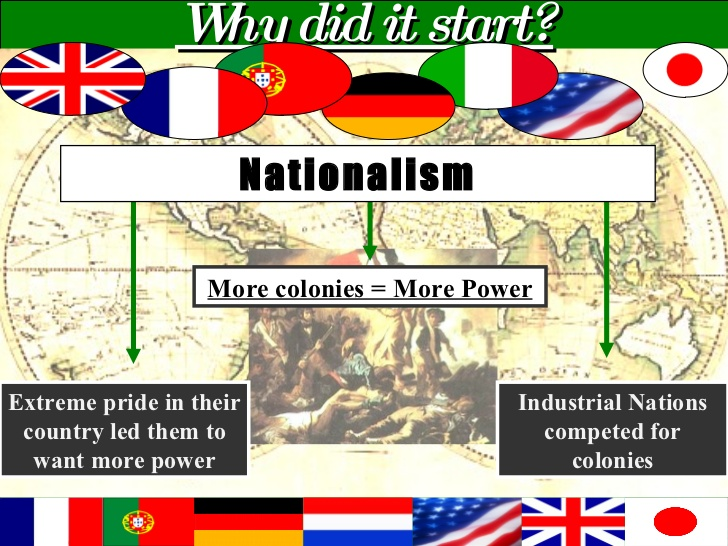 Why did it start?
Nationalism
More colonies = More Power
Extreme pride in their
country led them to
want more power
Industrial Nations
competed for
colonies